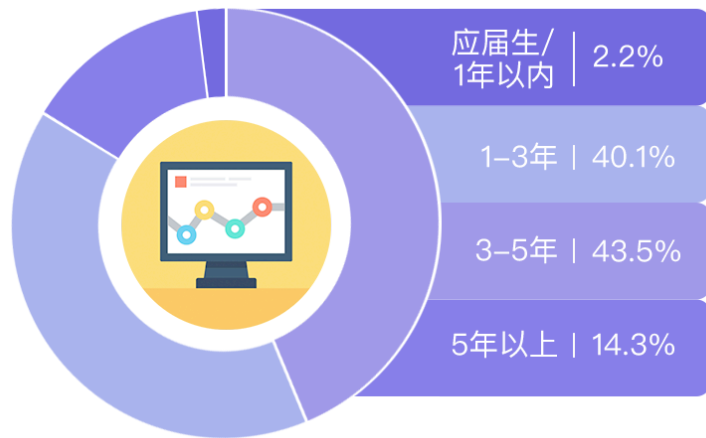 应届生/
1年以内 2.2%
1-3年 40.1%
3-5年 43.5%
5年以上 14.3%